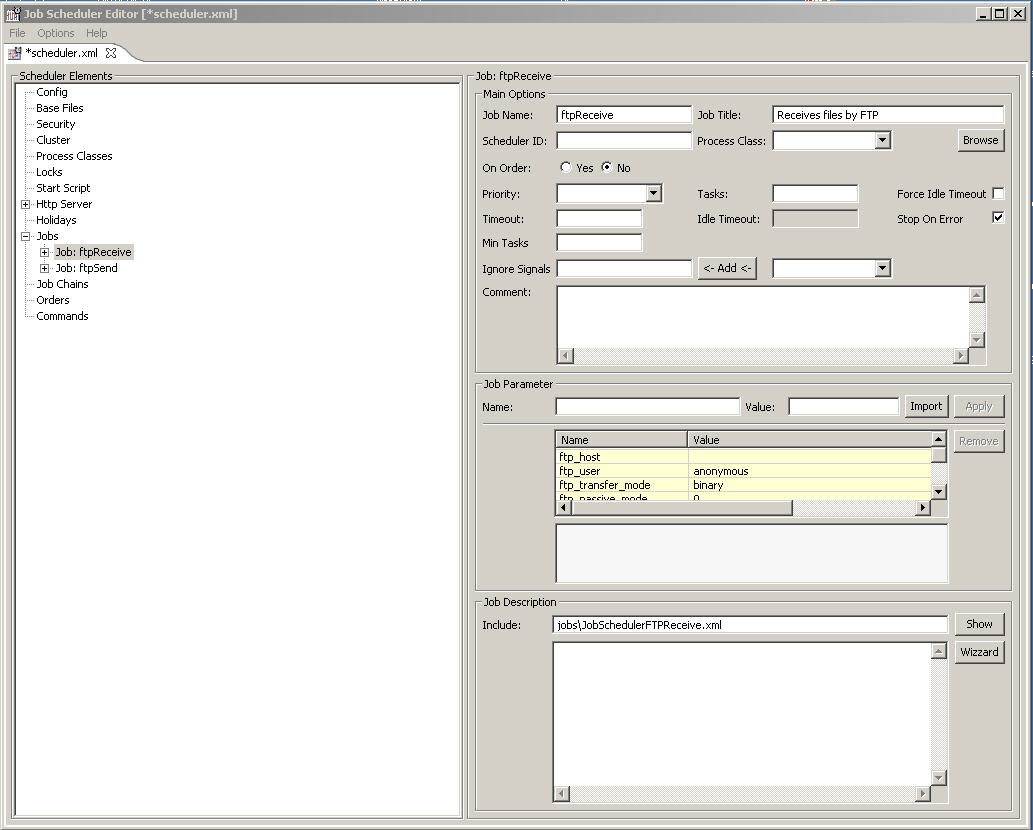 Job Scheduler Editor [*scheduler.xml]
File Options Help
*scheduler.xml
Scheduler Elements
Config
Base Files
Security
Cluster
Process Classes
Locks
Start Script
Http Server
Holidays
Jobs
Job: ftpReceive
Job: ftpSend
Job Chains
Orders
Commands
Job: ftpReceive
Main Options
Job Name: ftpReceive Job Title: Receives files by FTP
Scheduler ID: Process Class: Browse
On Order: Yes No
Priority: Tasks: Force Idle Timeout
Timeout: Idle Timeout: Stop On Error
Min Tasks
Ignore Signals <- Add <-
Comment:
Job Parameter
Name: Value: Import Apply
Name Value Remove
ftp_host
ftp_user anonymous
ftp_transfer_mode binary
ftp_passive_mode 0
Job Description
Include: jobs\JobSchedulerFTPReceive.xml Show
Wizzard